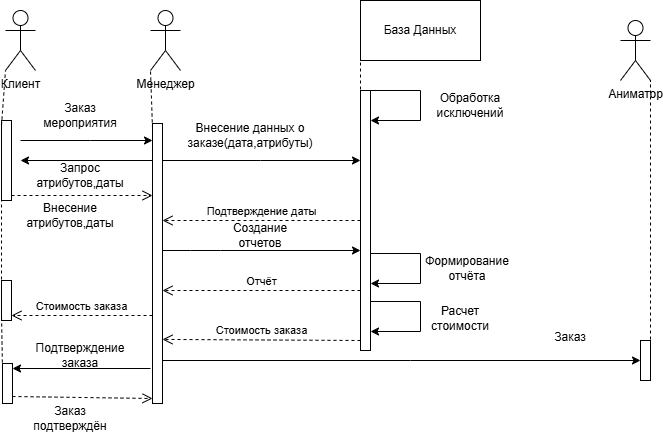 База Данных
Клиент
Менеджер
Аниматор
Обработка
исключений
Заказ
мероприятия
Внесение данных о
заказе(дата,атрибуты)
Запрос
атрибутов,даты
Внесение
атрибутов,даты
Подтверждение даты
Создание
отчетов
Формирование
отчёта
Отчёт
Стоимость заказа
Расчет
стоимости
Стоимость заказа
Заказ
Подтверждение
заказа
Заказ
подтверждён